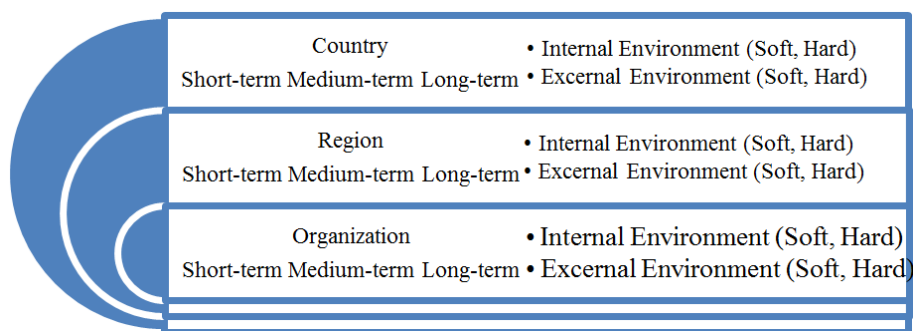 Country
Short-term Medium-term Long-term
• Internal Environment (Soft, Hard)
• Excernal Environment (Soft, Hard)
Region
Short-term Medium-term Long-term
• Internal Environment (Soft, Hard)
• Excernal Environment (Soft, Hard)
Organization
Short-term Medium-term Long-term
• Internal Environment (Soft, Hard)
• Excernal Environment (Soft, Hard)